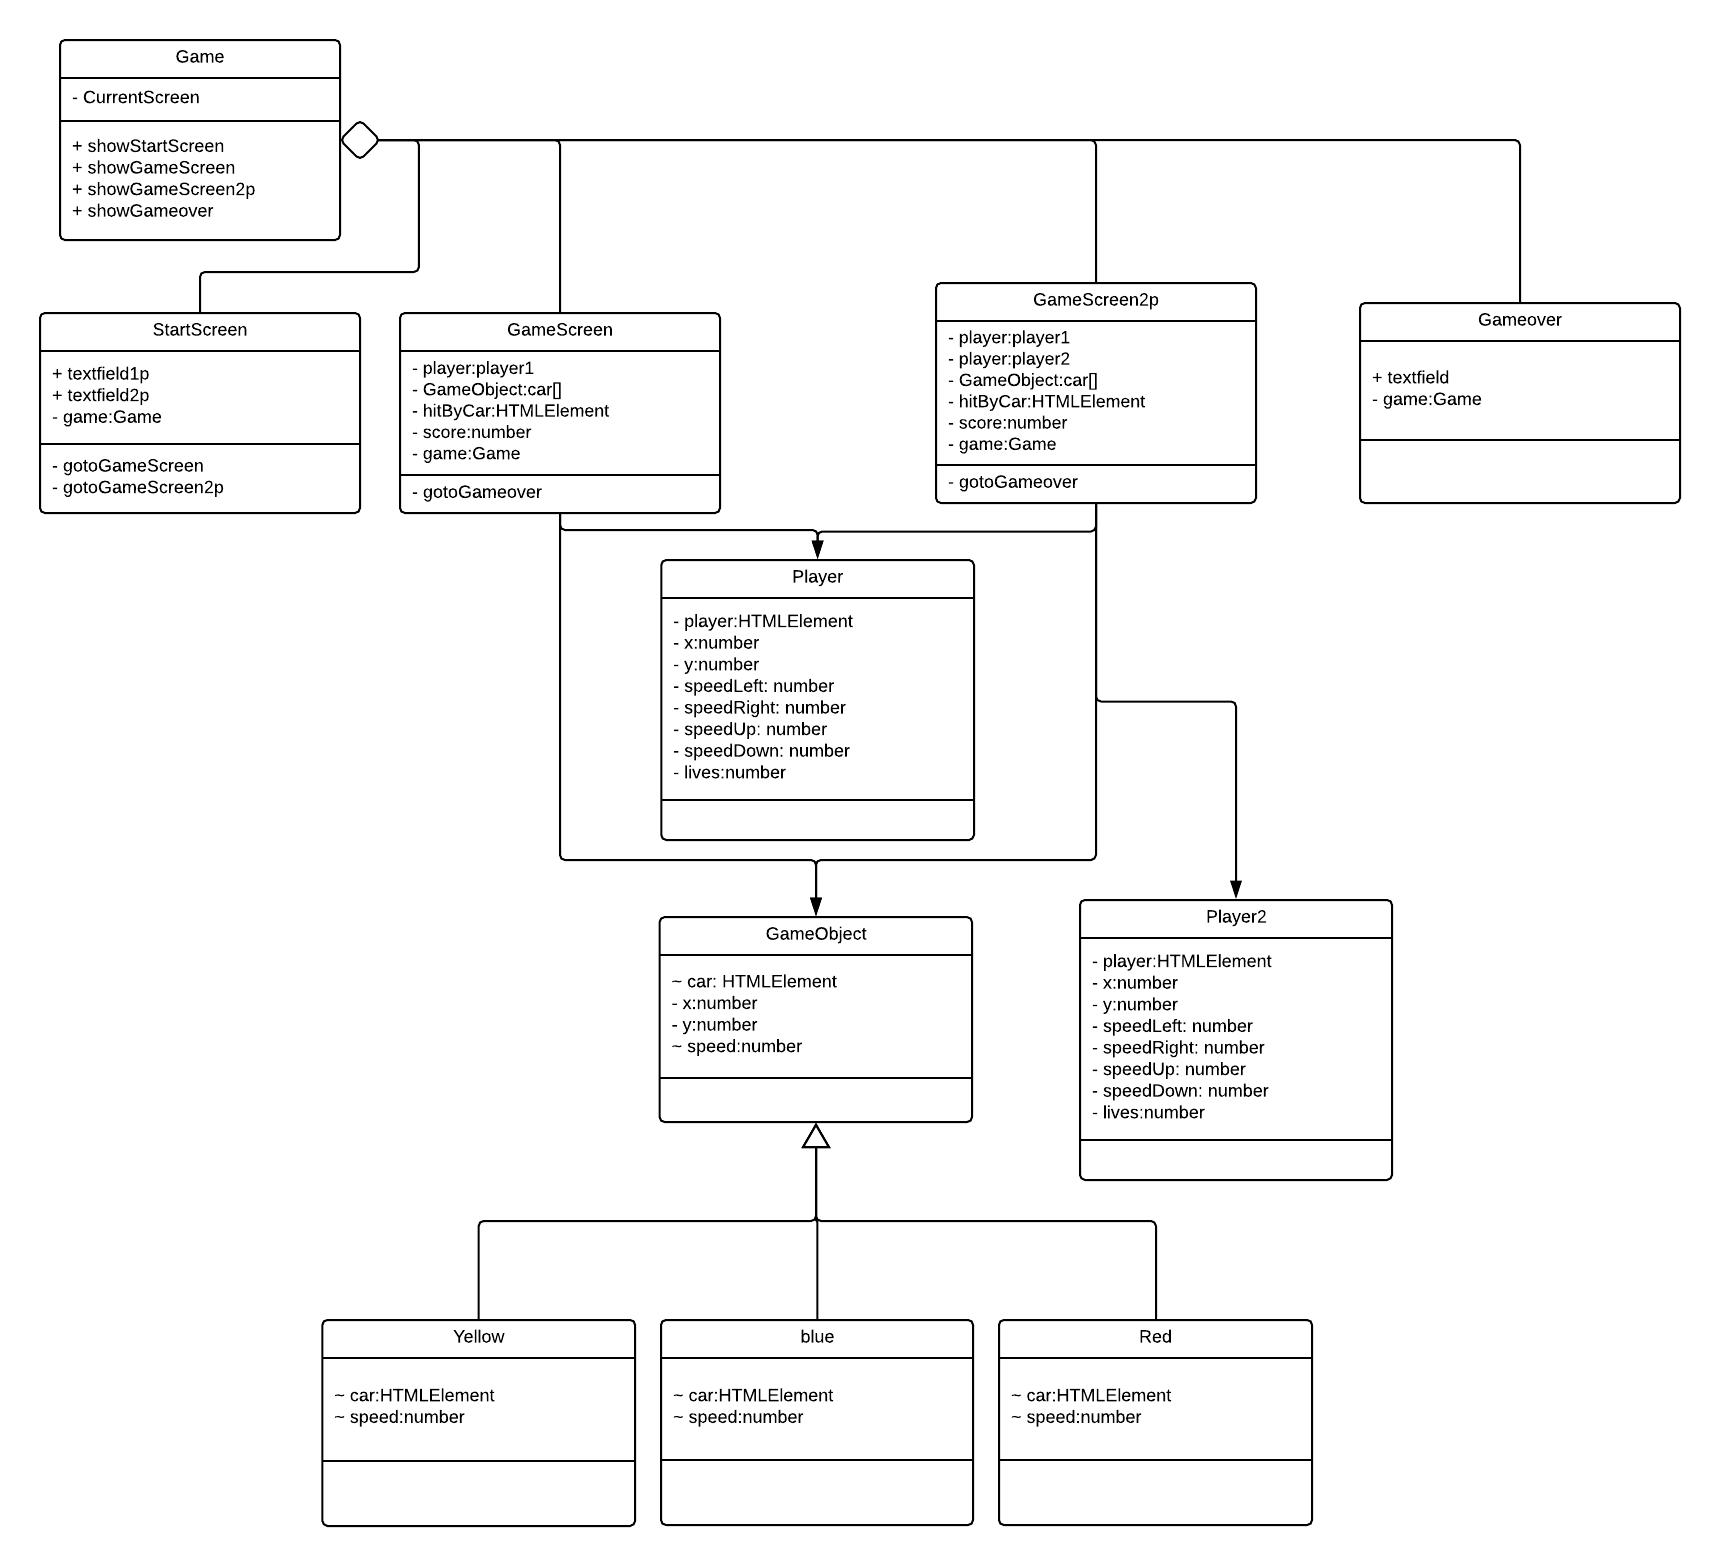 Game
- CurrentScreen
+ showStartScreen
+ showGameScreen
+ showGameScreen2p
+ showGameover
StartScreen
+ textfield1p
+ textfield2p
- game:Game
- gotoGameScreen
- gotoGameScreen2p
GameScreen
- player:player1
- GameObject:car[]
- hitByCar:HTMLElement
- score:number
- game:Game
- gotoGameover
GameScreen2p
- player:player1
- player:player2
- GameObject:car[]
- hitByCar:HTMLElement
- score:number
- game:Game
- gotoGameover
Gameover
+ textfield
- game:Game
Player
- player:HTMLElement
- x:number
- y:number
- speedLeft: number
- speedRight: number
- speedUp: number
- speedDown: number
- lives:number
GameObject
~ car: HTMLElement
- x:number
- y:number
~ speed:number
Player2
- player:HTMLElement
- x:number
- y:number
- speedLeft: number
- speedRight: number
- speedUp: number
- speedDown: number
- lives:number
Yellow
~ car:HTMLElement
~ speed:number
blue
~ car:HTMLElement
~ speed:number
Red
~ car:HTMLElement
~ speed:number